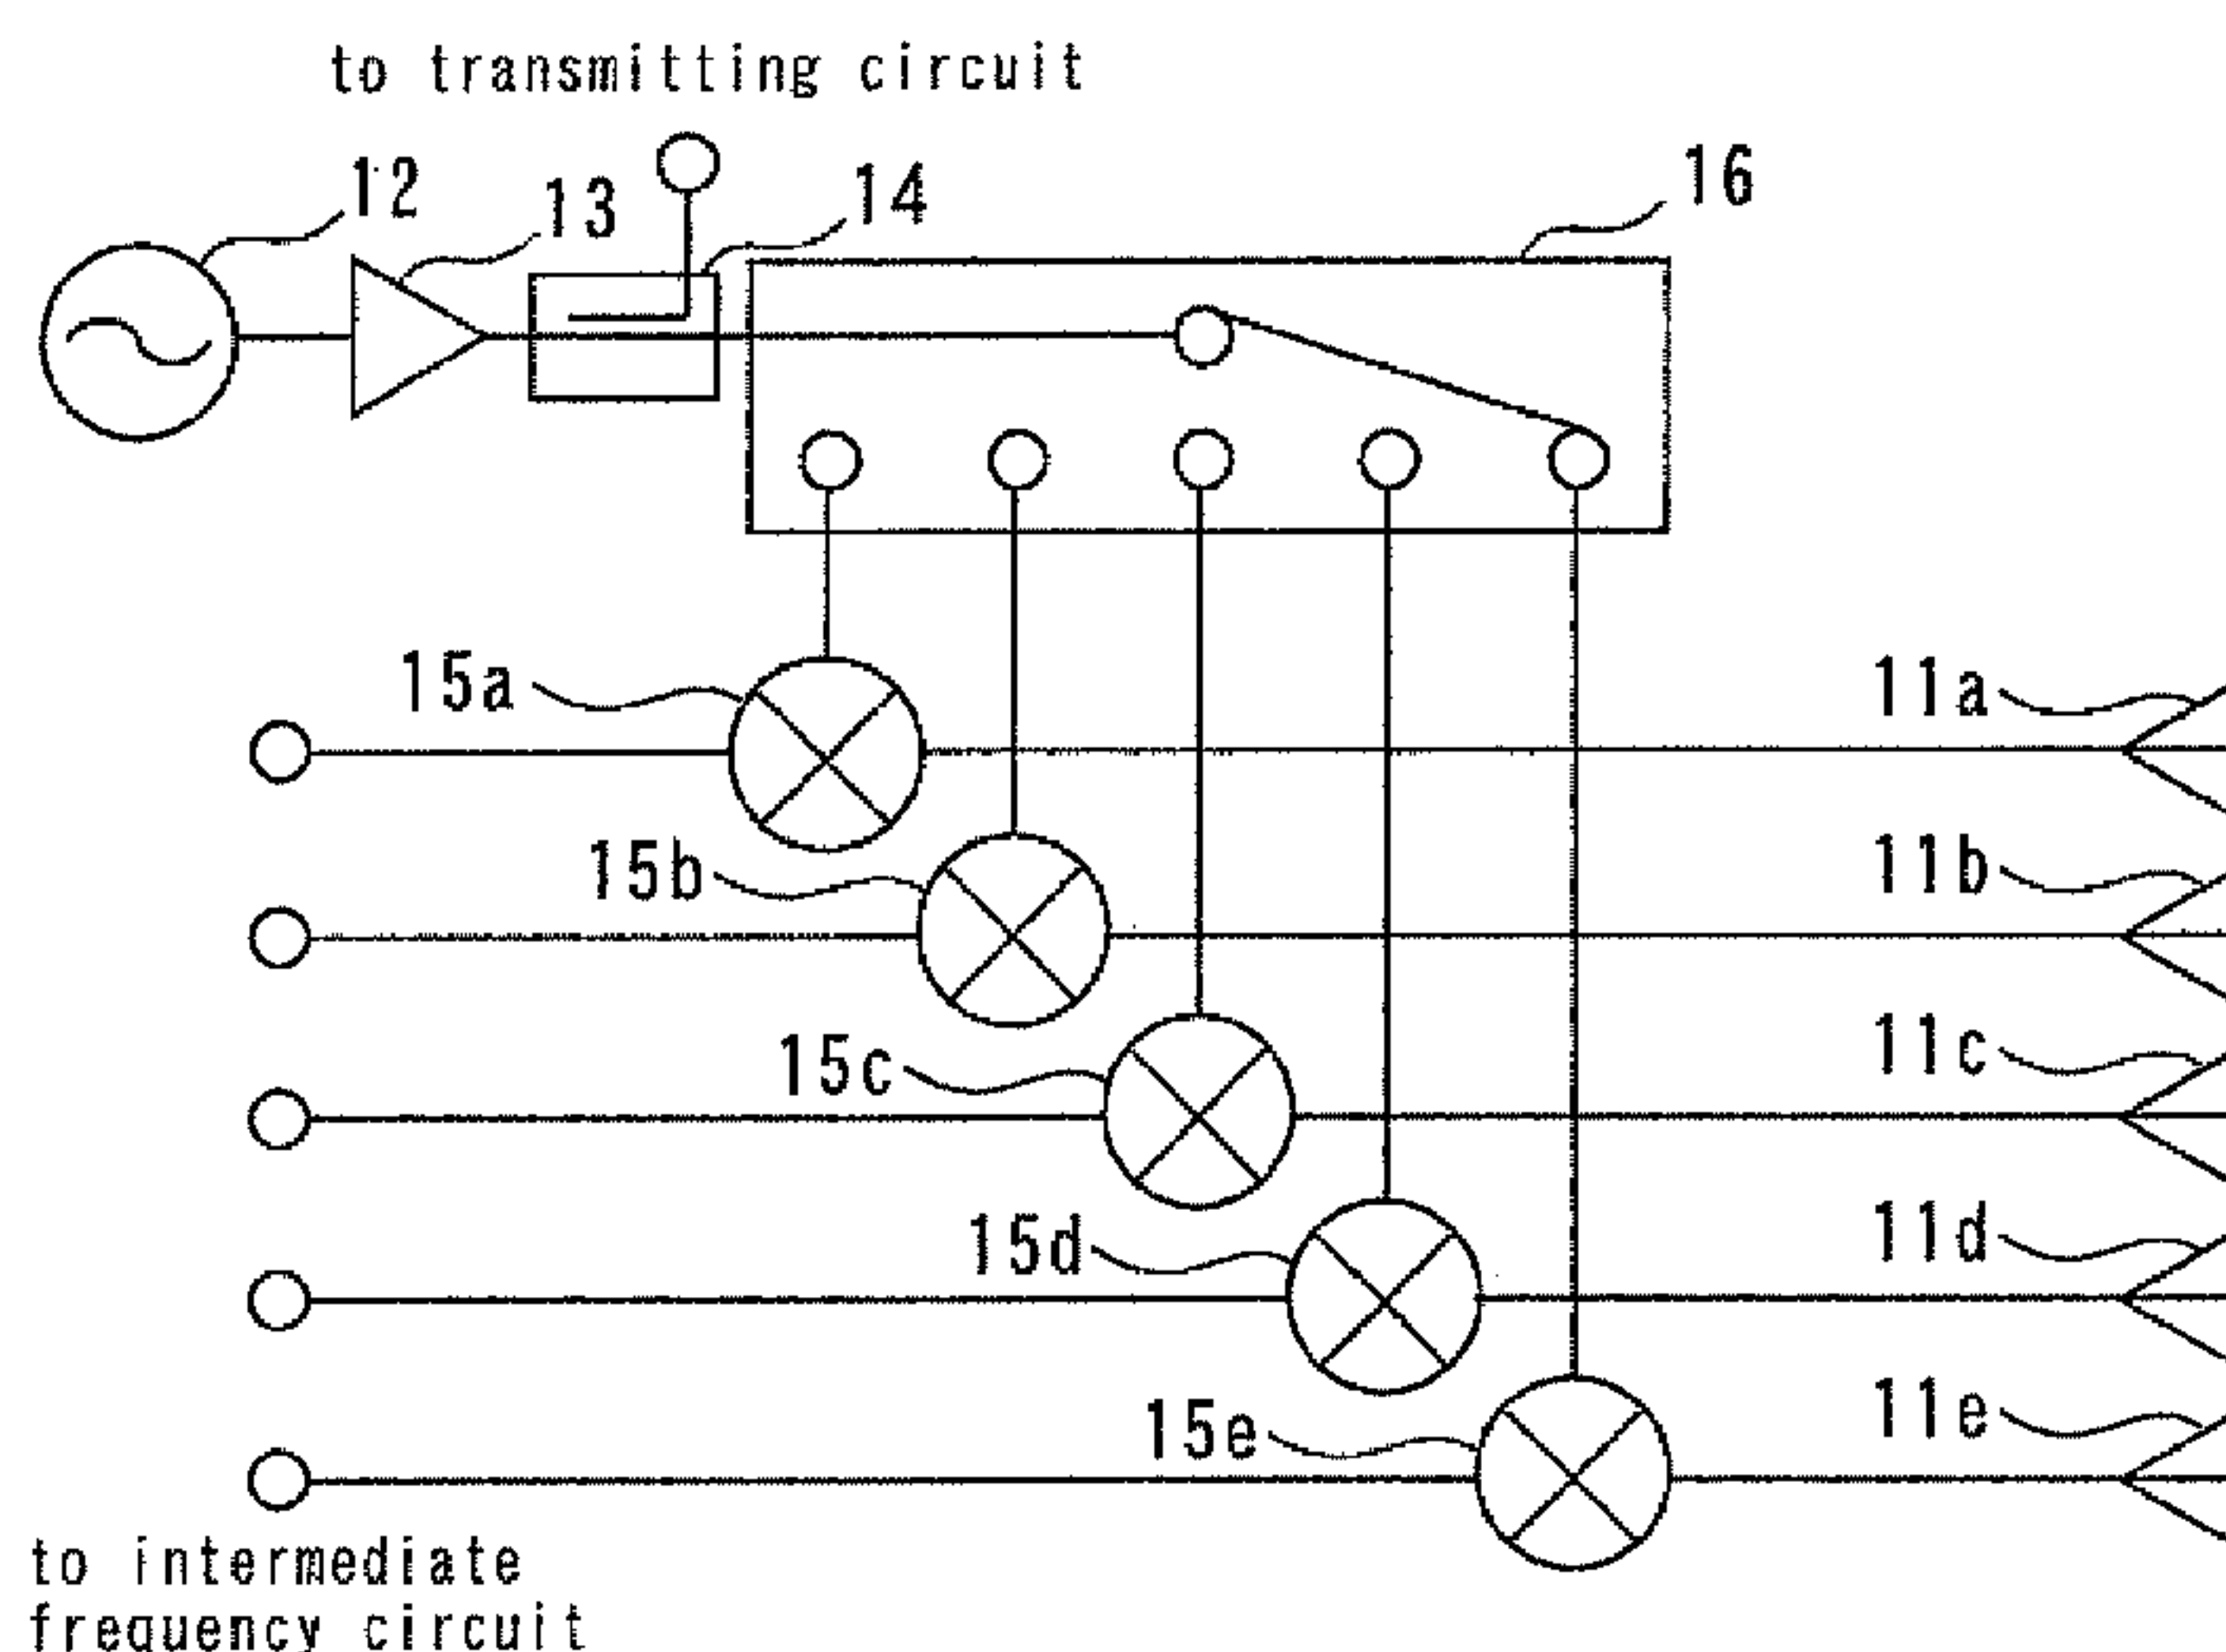 to transmitting circuit
12
13
14
16
15a
11a
15b
11b
15c
11c
15d
11d
15e
11e
to intermediate
frequency circuit